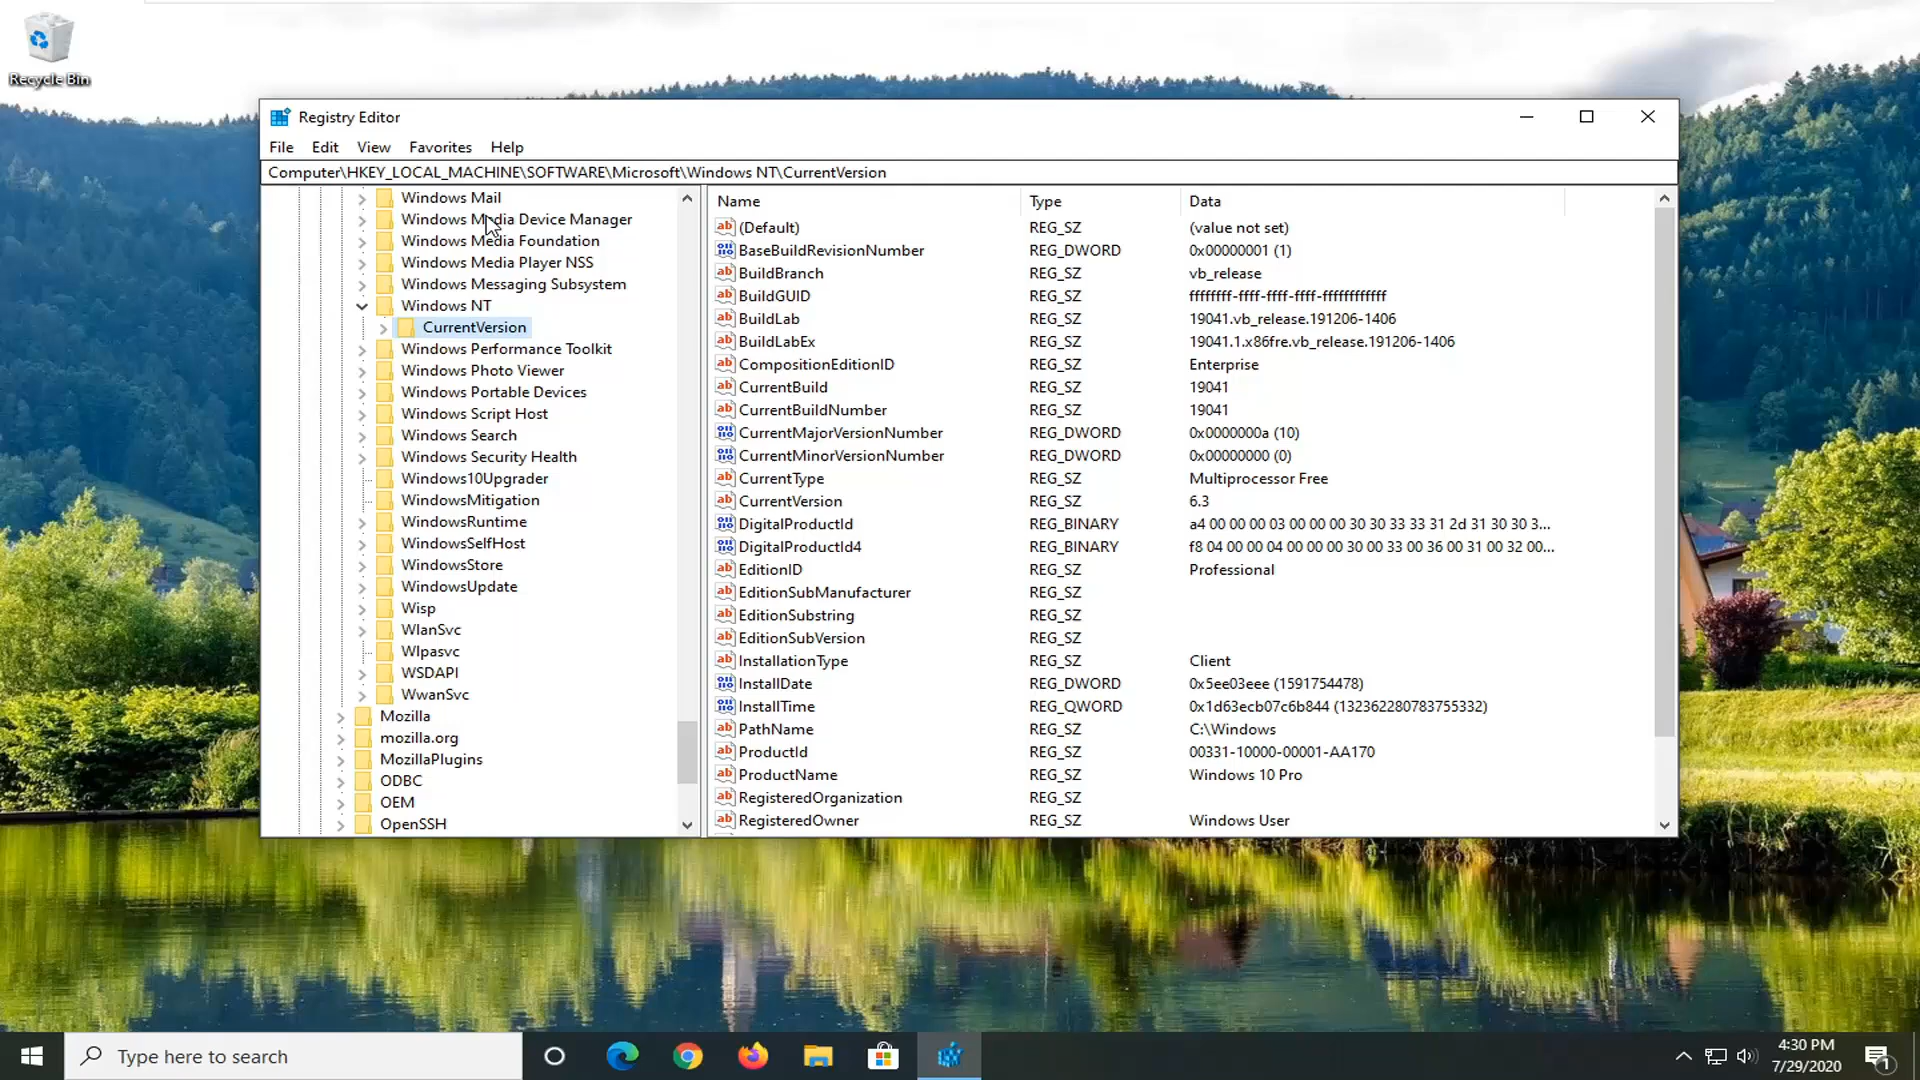 Recycle Bin
Registry Editor
File Edit View Favorites Help
Computer\HKEY_LOCAL_MACHINE\SOFTWARE\Microsoft\Windows NT\CurrentVersion
Windows Mail
Windows Media Device Manager
Windows Media Foundation
Windows Media Player NSS
Windows Messaging Subsystem
Windows NT
CurrentVersion
Windows Performance Toolkit
Windows Photo Viewer
Windows Portable Devices
Windows Script Host
Windows Search
Windows Security Health
Windows10Upgrader
WindowsMitigation
WindowsRuntime
WindowsSelfHost
WindowsStore
WindowsUpdate
Wisp
WlanSvc
Wlpasvc
WSDAPI
WwanSvc
Mozilla
mozilla.org
MozillaPlugins
ODBC
OEM
OpenSSH
Name Type Data
(Default) REG_SZ (value not set)
BaseBuildRevisionNumber REG_DWORD 0x00000001 (1)
BuildBranch REG_SZ vb_release
BuildGUID REG_SZ ffffffff-ffff-ffff-ffff-ffffffffffff
BuildLab REG_SZ 19041.vb_release.191206-1406
BuildLabEx REG_SZ 19041.1.x86fre.vb_release.191206-1406
CompositionEditionID REG_SZ Enterprise
CurrentBuild REG_SZ 19041
CurrentBuildNumber REG_SZ 19041
CurrentMajorVersionNumber REG_DWORD 0x0000000a (10)
CurrentMinorVersionNumber REG_DWORD 0x00000000 (0)
CurrentType REG_SZ Multiprocessor Free
CurrentVersion REG_SZ 6.3
DigitalProductId REG_BINARY a4 00 00 00 03 00 00 00 30 30 33 33 31 2d 31 30 30 3...
DigitalProductId4 REG_BINARY f8 04 00 00 04 00 00 00 30 00 33 00 36 00 31 00 32 00...
EditionID REG_SZ Professional
EditionSubManufacturer REG_SZ
EditionSubstring REG_SZ
EditionSubVersion REG_SZ
InstallationType REG_SZ Client
InstallDate REG_DWORD 0x5ee03eee (1591754478)
InstallTime REG_QWORD 0x1d63ecb07c6b844 (132362280783755332)
PathName REG_SZ C:\Windows
ProductId REG_SZ 00331-10000-00001-AA170
ProductName REG_SZ Windows 10 Pro
RegisteredOrganization REG_SZ
RegisteredOwner REG_SZ Windows User
Type here to search
4:30 PM
7/29/2020
1